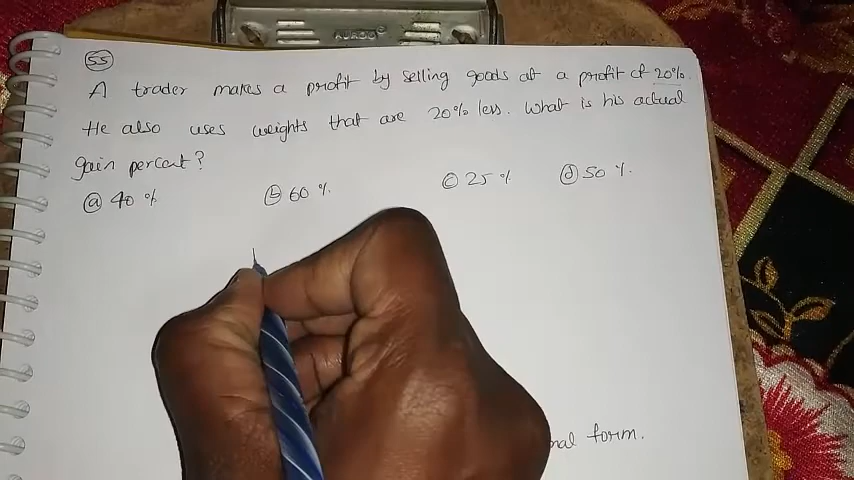 55
A trader makes a profit by selling goods at a profit of 20%.
He also uses weights that are 20% less. What is his actual
gain percent?
a 40 % b 60 % c 25 % d 50 %.
form.